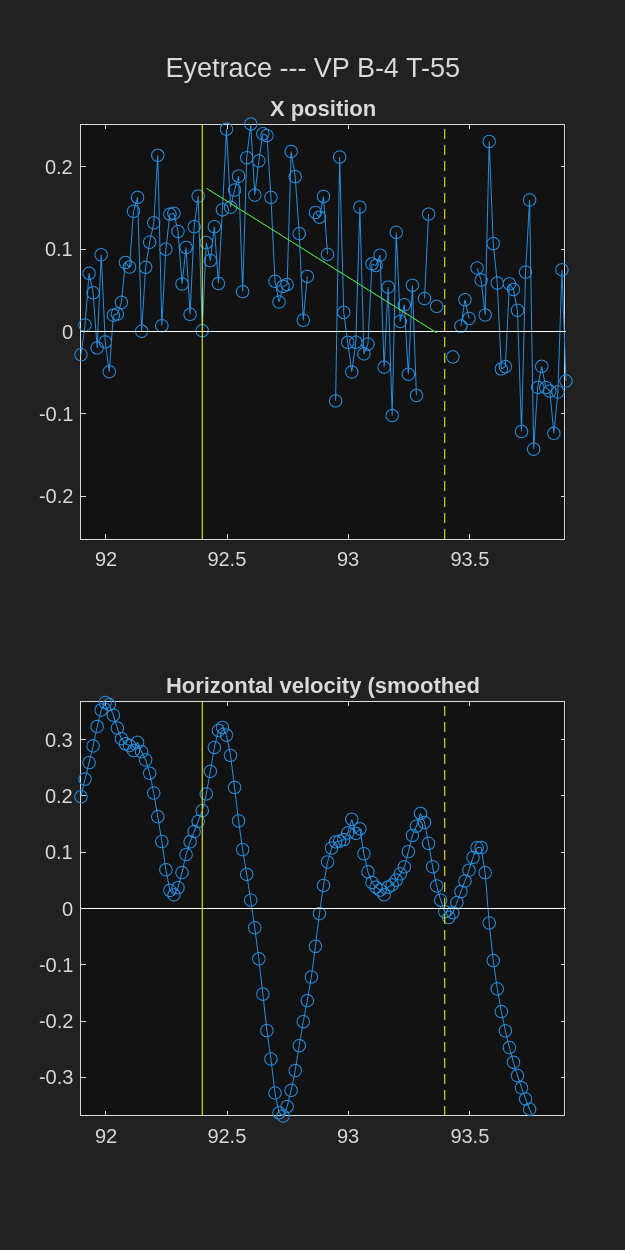 Eyetrace --- VP B-4 T-55
X position
0.2
0.1
0
-0.1
-0.2
92 92.5 93 93.5
Horizontal velocity (smoothed
0.3
0.2
0.1
0
-0.1
-0.2
-0.3
92 92.5 93 93.5